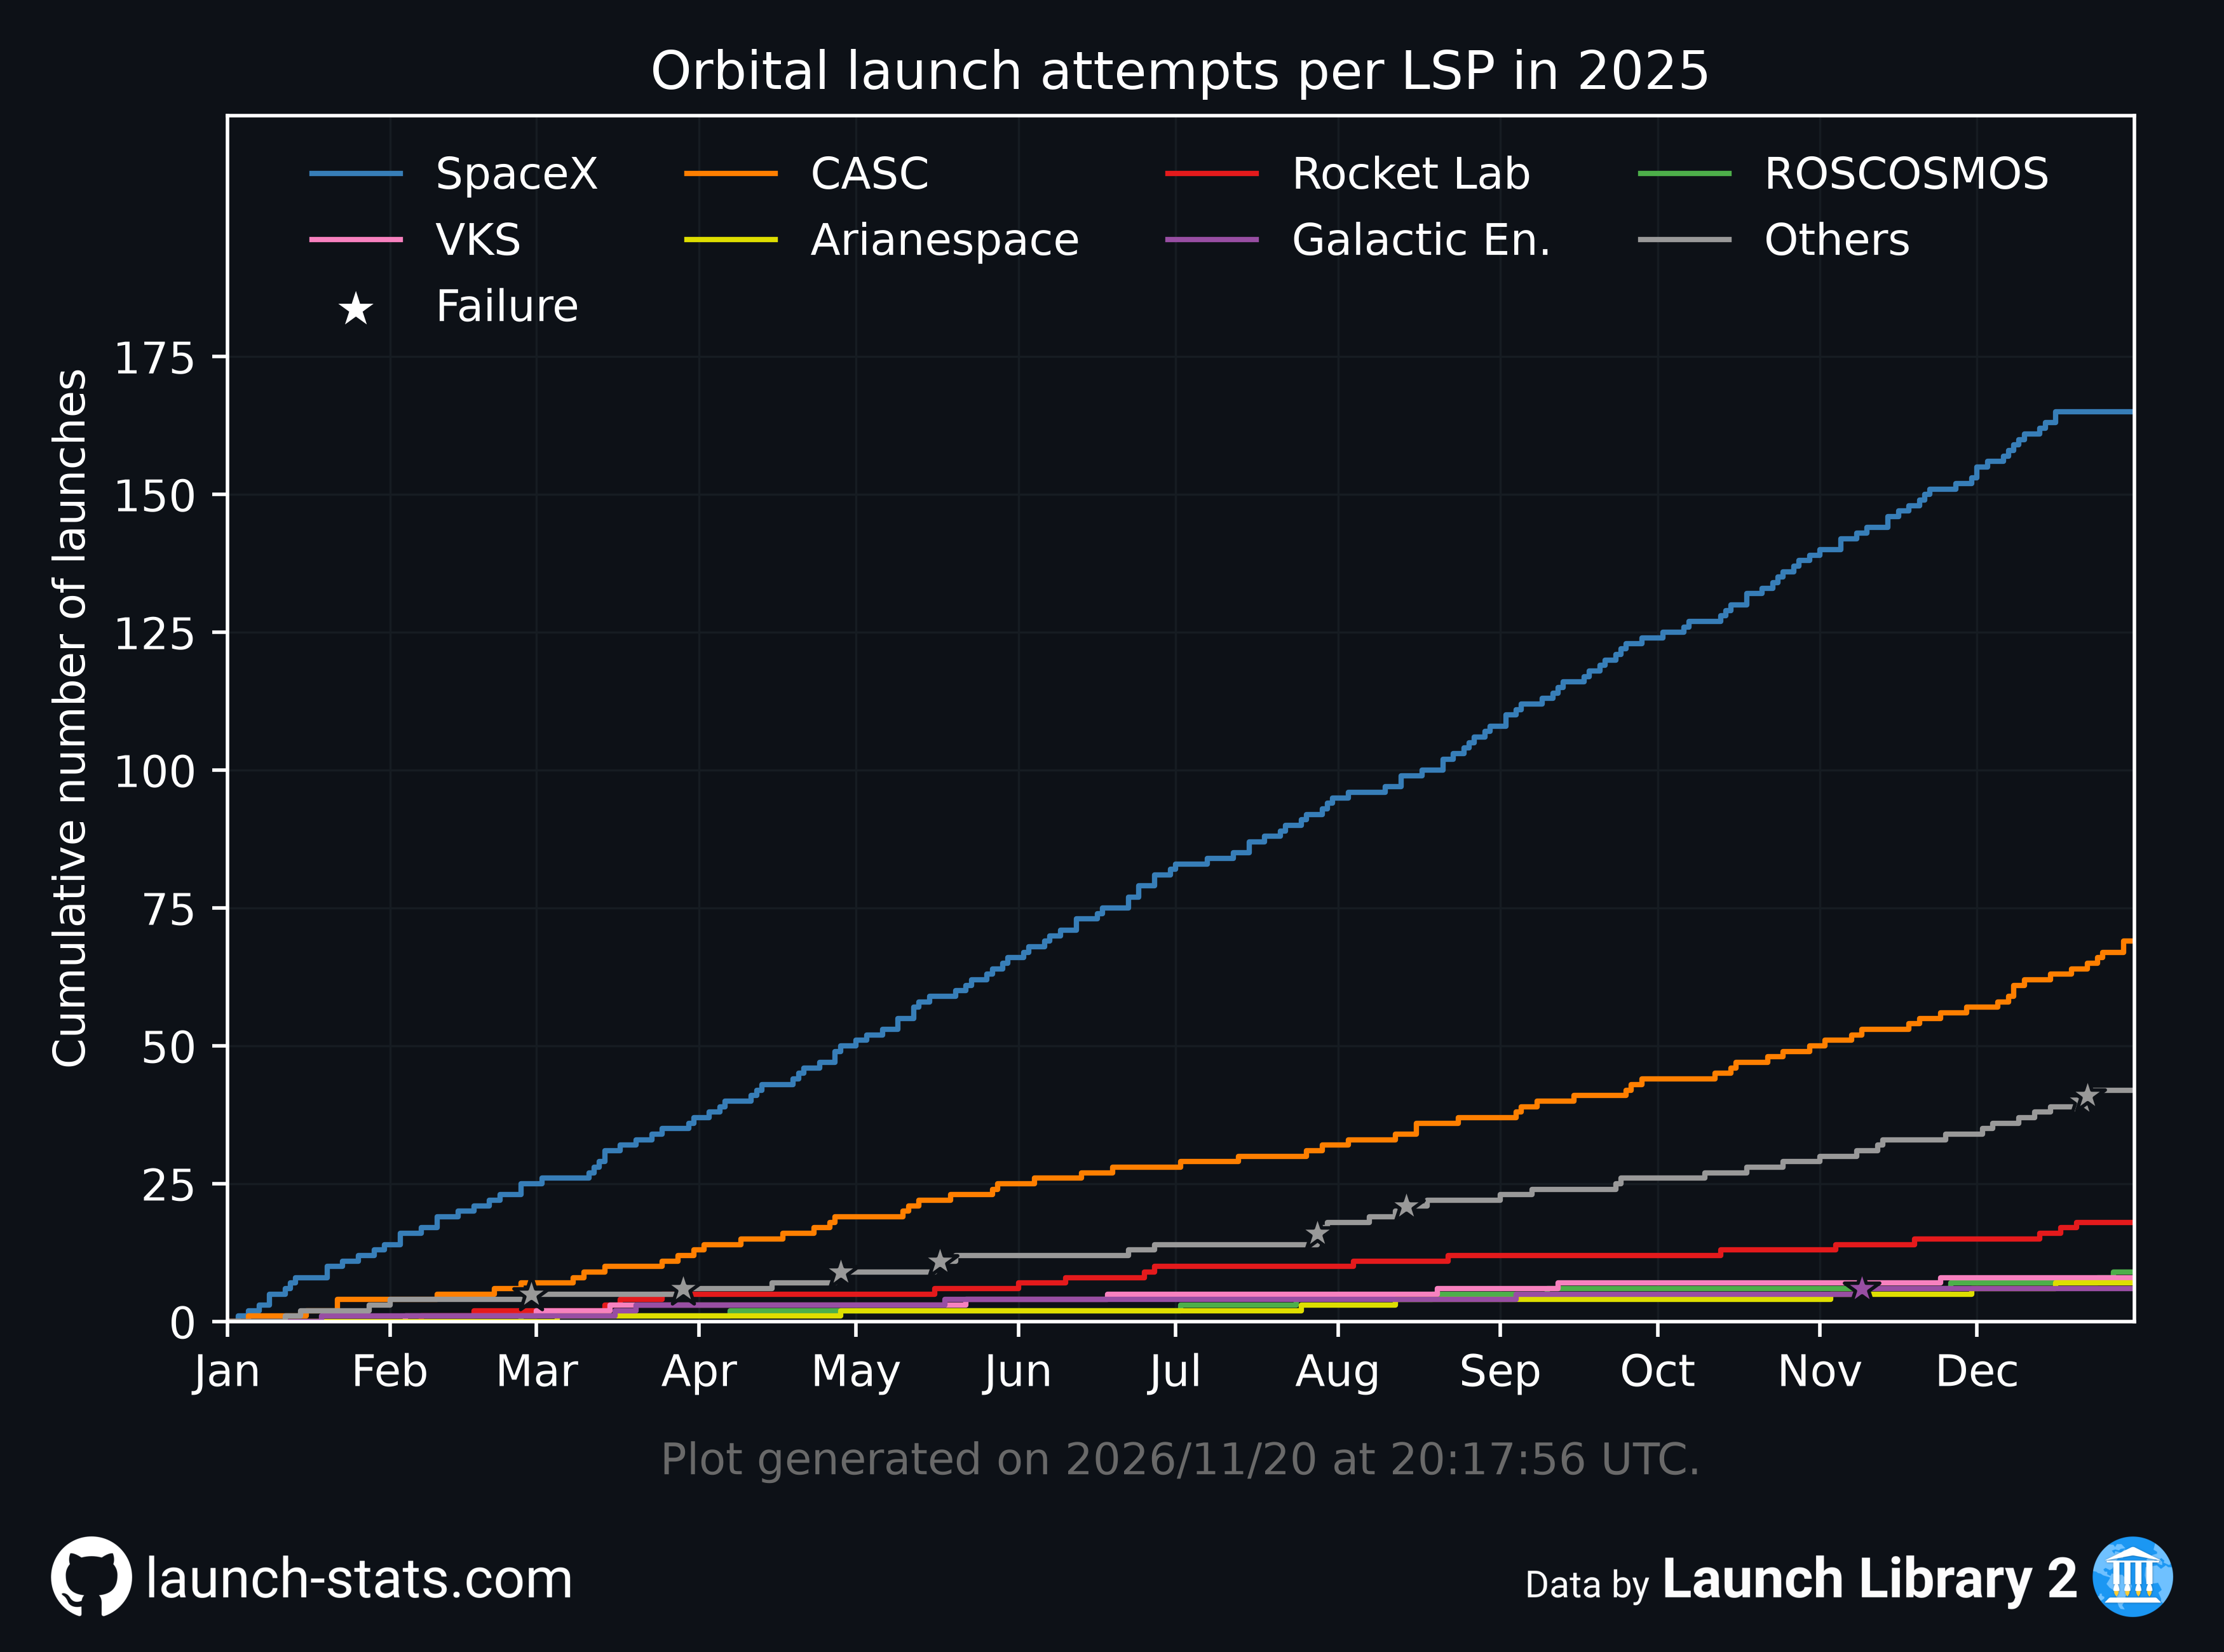 Orbital launch attempts per LSP in 2025
SpaceX CASC Rocket Lab ROSCOSMOS
VKS Arianespace Galactic En. Others
Failure
Cumulative number of launches
175
150
125
100
75
50
25
0
Jan Feb Mar Apr May Jun Jul Aug Sep Oct Nov Dec
Plot generated on 2026/11/20 at 20:17:56 UTC.
launch-stats.com
Data by Launch Library 2